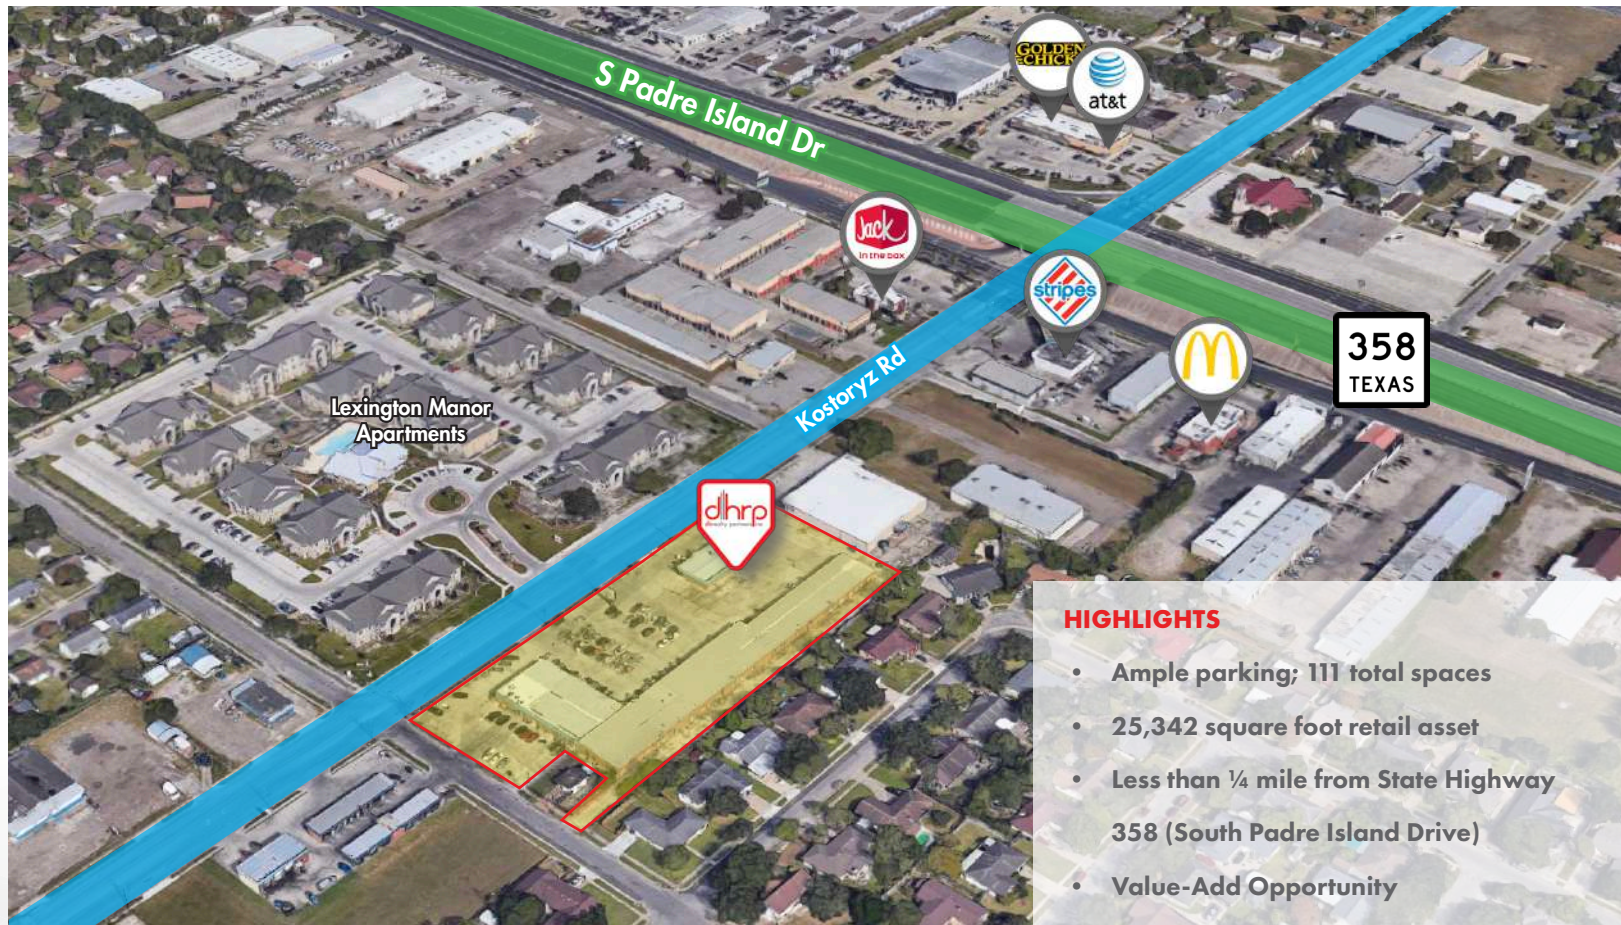 GOLDEN
CHICK
at&t
S Padre Island Dr
Jack
in the box
stripes
358
TEXAS
Kostoryz Rd
Lexington Manor
Apartments
dhrp
HIGHLIGHTS
• Ample parking; 111 total spaces
• 25,342 square foot retail asset
• Less than ¼ mile from State Highway
358 (South Padre Island Drive)
• Value-Add Opportunity